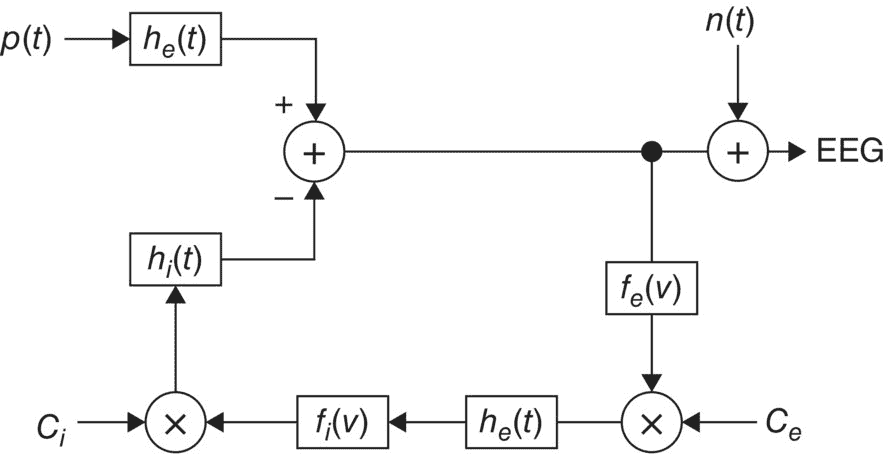 p(t)
h_e(t)
n(t)
+
+
+
EEG
−
h_i(t)
f_e(v)
C_i
×
f_i(v)
h_e(t)
×
C_e